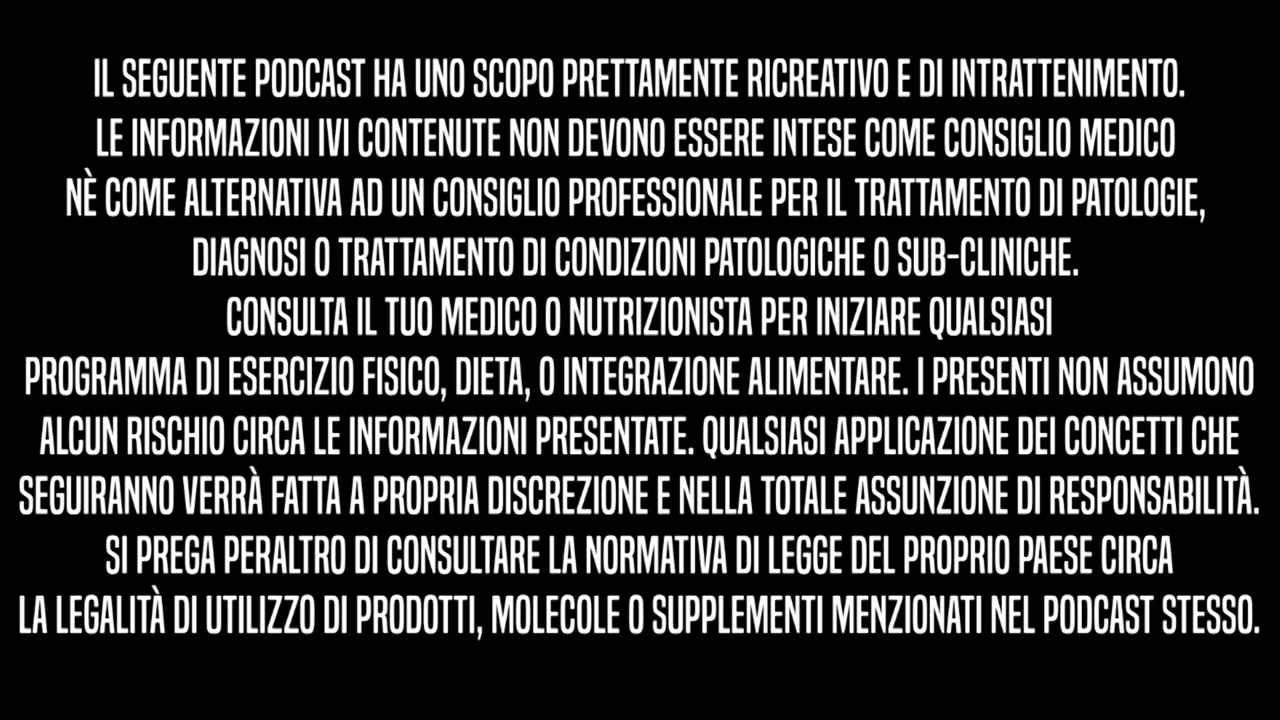 IL SEGUENTE PODCAST HA UNO SCOPO PRETTAMENTE RICREATIVO E DI INTRATTENIMENTO.
LE INFORMAZIONI IVI CONTENUTE NON DEVONO ESSERE INTESE COME CONSIGLIO MEDICO
NÈ COME ALTERNATIVA AD UN CONSIGLIO PROFESSIONALE PER IL TRATTAMENTO DI PATOLOGIE,
DIAGNOSI O TRATTAMENTO DI CONDIZIONI PATOLOGICHE O SUB-CLINICHE.
CONSULTA IL TUO MEDICO O NUTRIZIONISTA PER INIZIARE QUALSIASI
PROGRAMMA DI ESERCIZIO FISICO, DIETA, O INTEGRAZIONE ALIMENTARE. I PRESENTI NON ASSUMONO
ALCUN RISCHIO CIRCA LE INFORMAZIONI PRESENTATE. QUALSIASI APPLICAZIONE DEI CONCETTI CHE
SEGUIRANNO VERRÀ FATTA A PROPRIA DISCREZIONE E NELLA TOTALE ASSUNZIONE DI RESPONSABILITÀ.
SI PREGA PERALTRO DI CONSULTARE LA NORMATIVA DI LEGGE DEL PROPRIO PAESE CIRCA
LA LEGALITÀ DI UTILIZZO DI PRODOTTI, MOLECOLE O SUPPLEMENTI MENZIONATI NEL PODCAST STESSO.